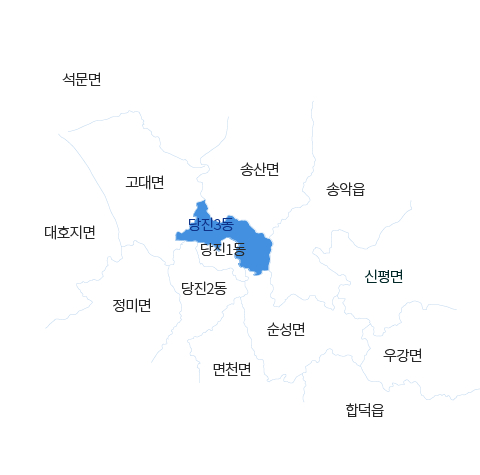 석문면
송산면
고대면
송악읍
당진3동
대호지면
당진1동
신평면
당진2동
정미면
순성면
우강면
면천면
합덕읍